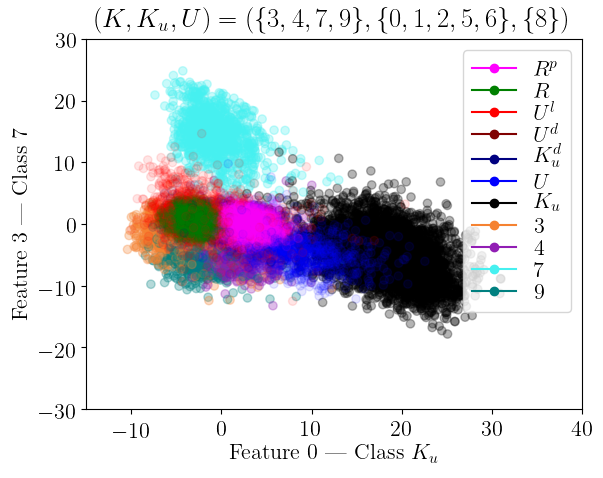 (K, K_u, U) = ({3, 4, 7, 9}, {0, 1, 2, 5, 6}, {8})
30
20
10
0
−10
−20
−30
Feature 3 — Class 7
−10
0
10
20
30
40
Feature 0 — Class K_u
R^p
R
U^l
U^d
K_u^d
U
K_u
3
4
7
9